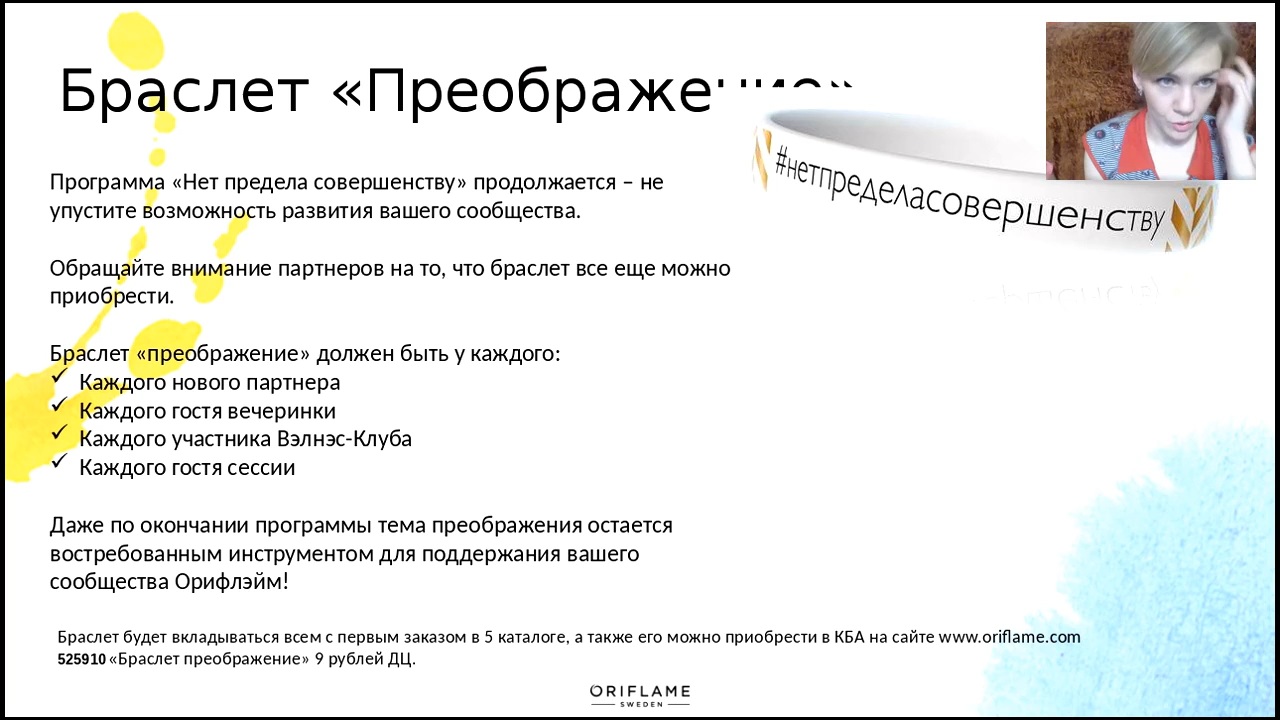 Браслет «Преображение»
#нетпределасовершенству
Программа «Нет предела совершенству» продолжается – не
упустите возможность развития вашего сообщества.
Обращайте внимание партнеров на то, что браслет все еще можно
приобрести.
Браслет «преображение» должен быть у каждого:
✓ Каждого нового партнера
✓ Каждого гостя вечеринки
✓ Каждого участника Вэлнэс-Клуба
✓ Каждого гостя сессии
Даже по окончании программы тема преображения остается
востребованным инструментом для поддержания вашего
сообщества Орифлэйм!
Браслет будет вкладываться всем с первым заказом в 5 каталоге, а также его можно приобрести в КБА на сайте www.oriflame.com
525910 «Браслет преображение» 9 рублей ДЦ.
ORIFLAME
SWEDEN